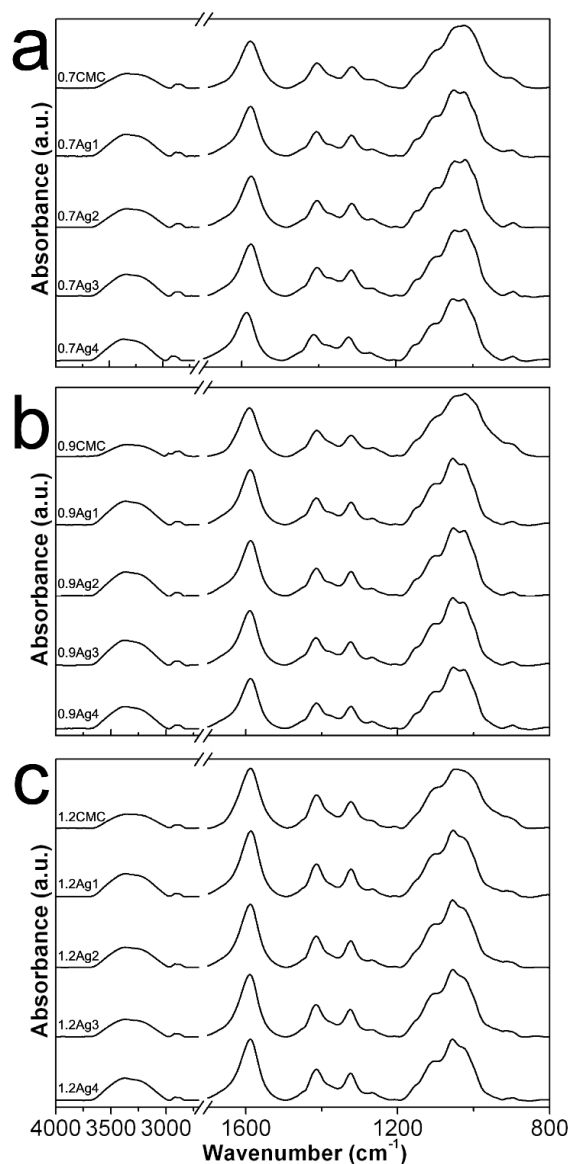 a
Absorbance (a.u.)
0.7CMC
0.7Ag1
0.7Ag2
0.7Ag3
0.7Ag4
b
Absorbance (a.u.)
0.9CMC
0.9Ag1
0.9Ag2
0.9Ag3
0.9Ag4
c
Absorbance (a.u.)
1.2CMC
1.2Ag1
1.2Ag2
1.2Ag3
1.2Ag4
4000 3500 3000 1600 1200 800
Wavenumber (cm⁻¹)